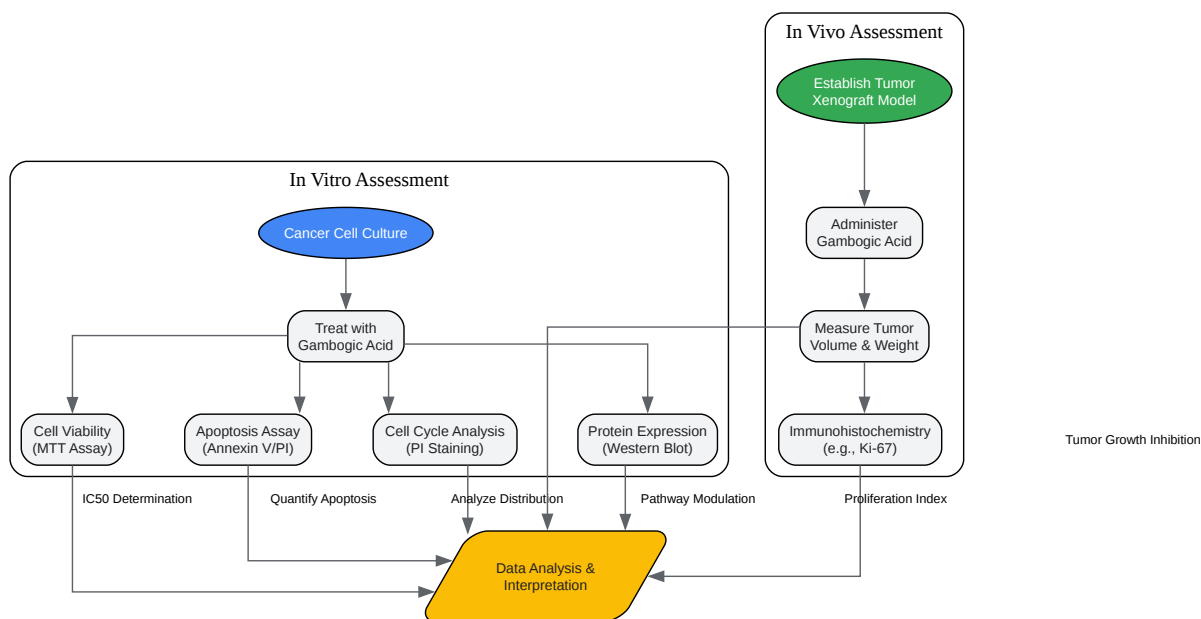 In Vivo Assessment
Establish Tumor
Xenograft Model
In Vitro Assessment
Cancer Cell Culture
Administer
Gambogic Acid
Treat with
Gambogic Acid
Measure Tumor
Volume & Weight
Cell Viability
(MTT Assay)
Apoptosis Assay
(Annexin V/PI)
Cell Cycle Analysis
(PI Staining)
Protein Expression
(Western Blot)
Immunohistochemistry
(e.g., Ki-67)
Tumor Growth Inhibition
IC50 Determination
Quantify Apoptosis
Analyze Distribution
Pathway Modulation
Proliferation Index
Data Analysis &
Interpretation